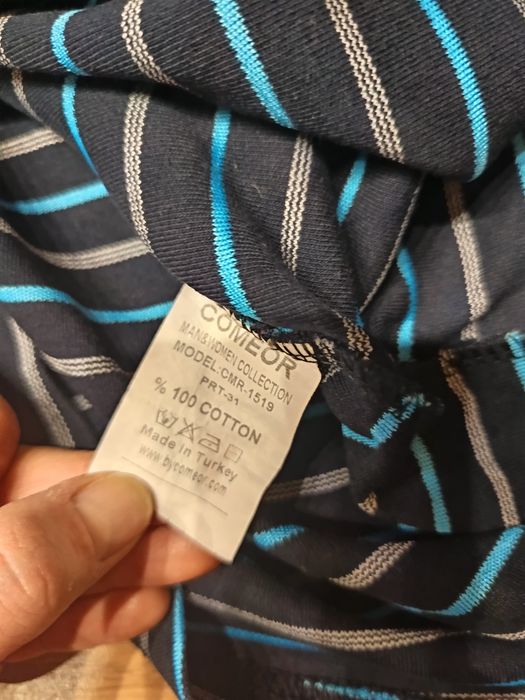 COMEOR
MAN&WOMEN COLLECTION
MODEL:CMR-1519
PRT-31
% 100 COTTON
Made in Turkey
www.bycomeor.com